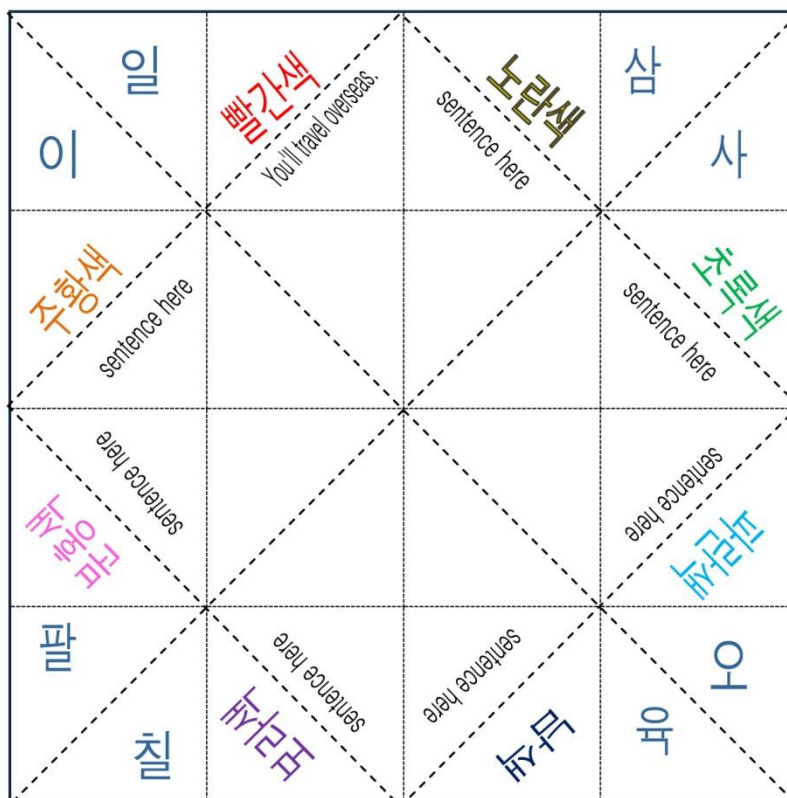 일
빨간색
노란색
삼
You'll travel overseas.
sentence here
이
사
주황색
초록색
sentence here
sentence here
sentence here
sentence here
분홍색
파란색
팔
sentence here
sentence here
오
칠
보라색
남색
육